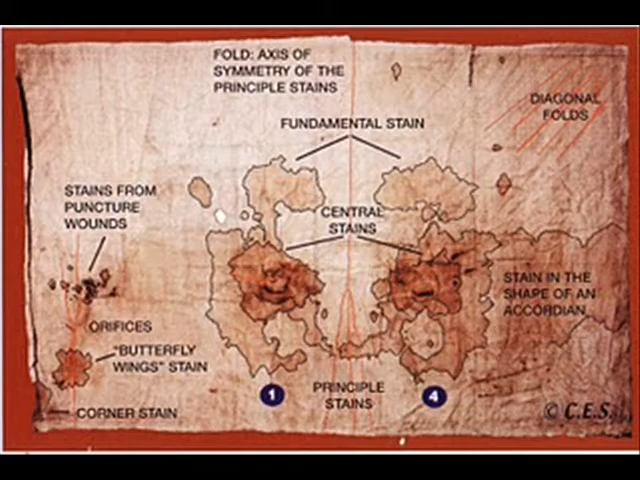 FOLD: AXIS OF
SYMMETRY OF THE
PRINCIPLE STAINS
DIAGONAL
FOLDS
FUNDAMENTAL STAIN
STAINS FROM
PUNCTURE
WOUNDS
CENTRAL
STAINS
STAIN IN THE
SHAPE OF AN
ACCORDIAN
ORIFICES
"BUTTERFLY
WINGS" STAIN
1
PRINCIPLE
STAINS
4
CORNER STAIN
© C.E.S.